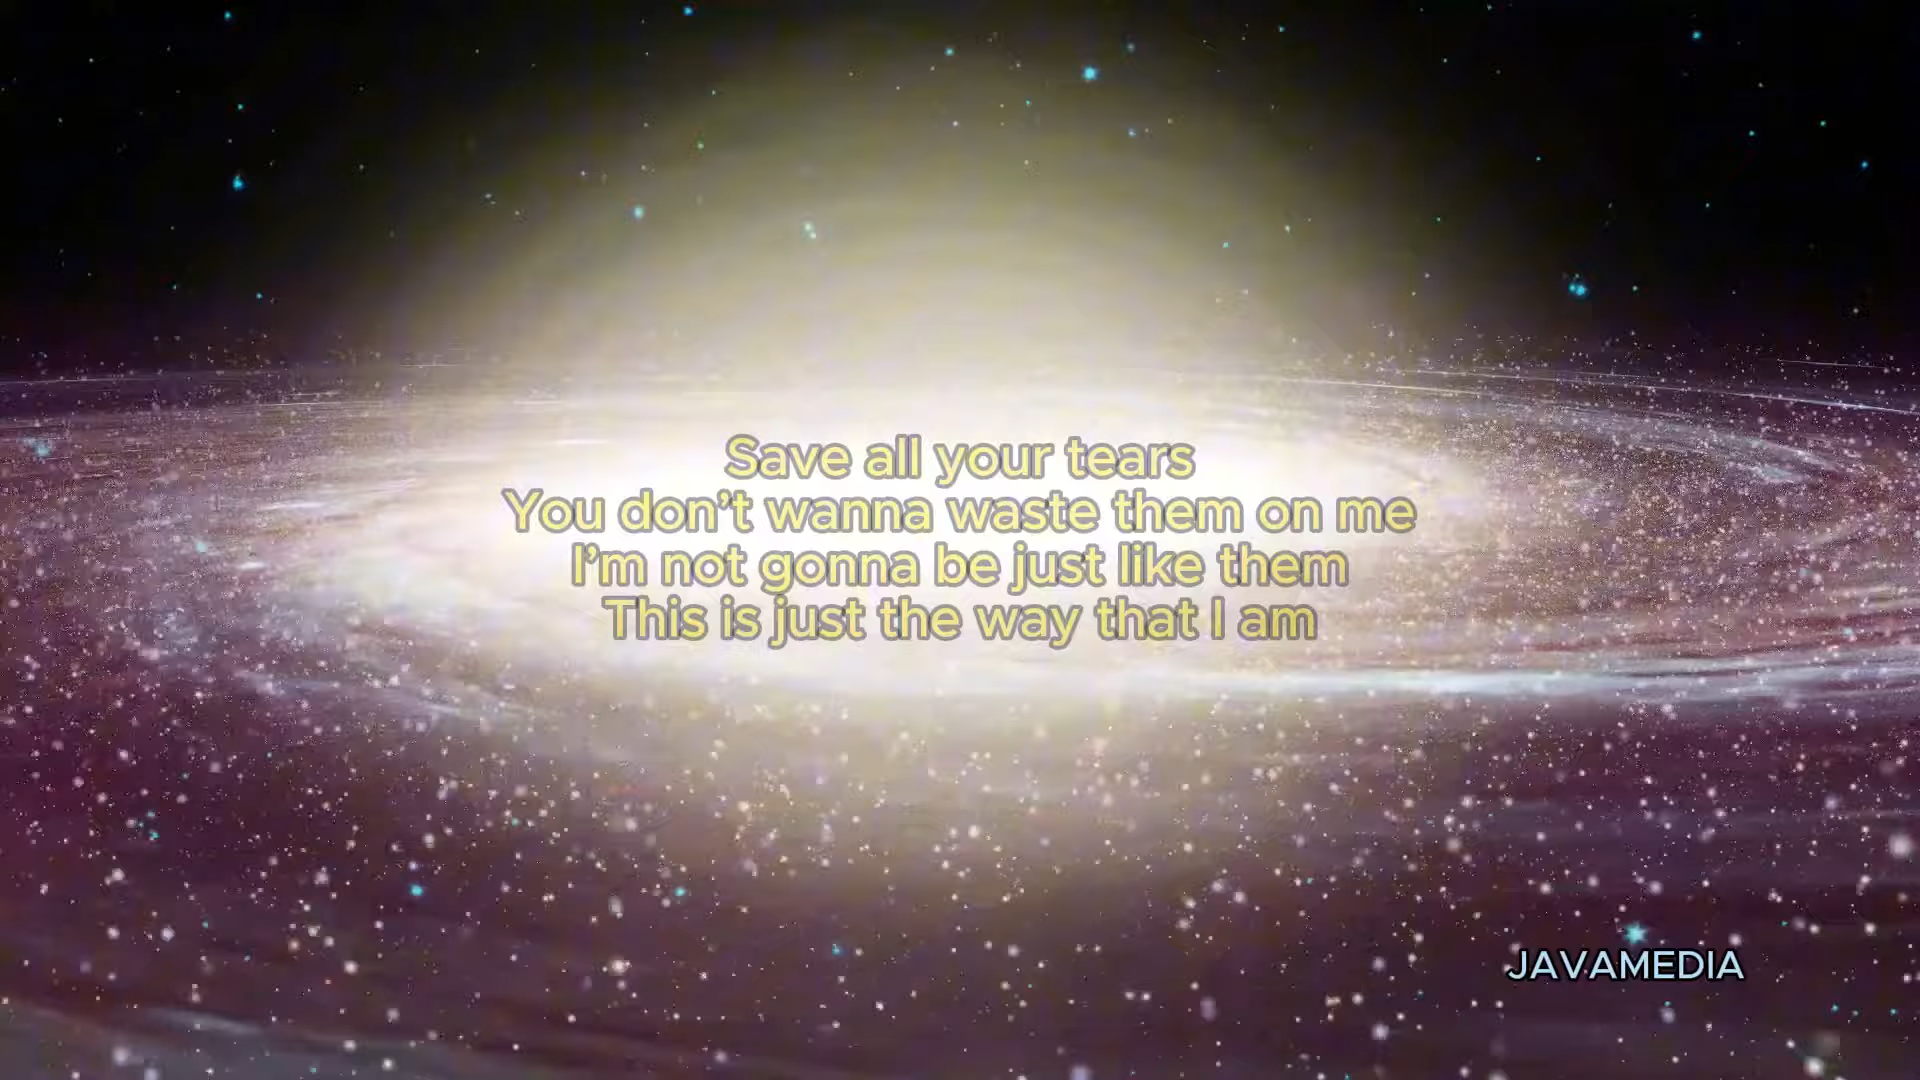 Save all your tears
You don’t wanna waste them on me
I’m not gonna be just like them
This is just the way that I am
JAVAMEDIA